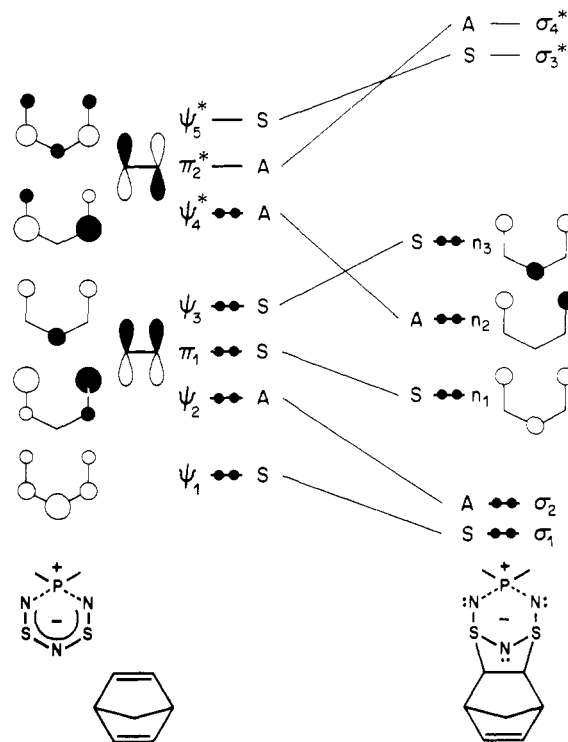 A — σ₄*
S — σ₃*
ψ₅* — S
π₂* — A
ψ₄* A
S n₃
ψ₃ S
A n₂
π₁ S
S n₁
ψ₂ A
ψ₁ S
A σ₂
S σ₁
+
P
N N
−
S S
N
+
P
:N N:
−
S S
N